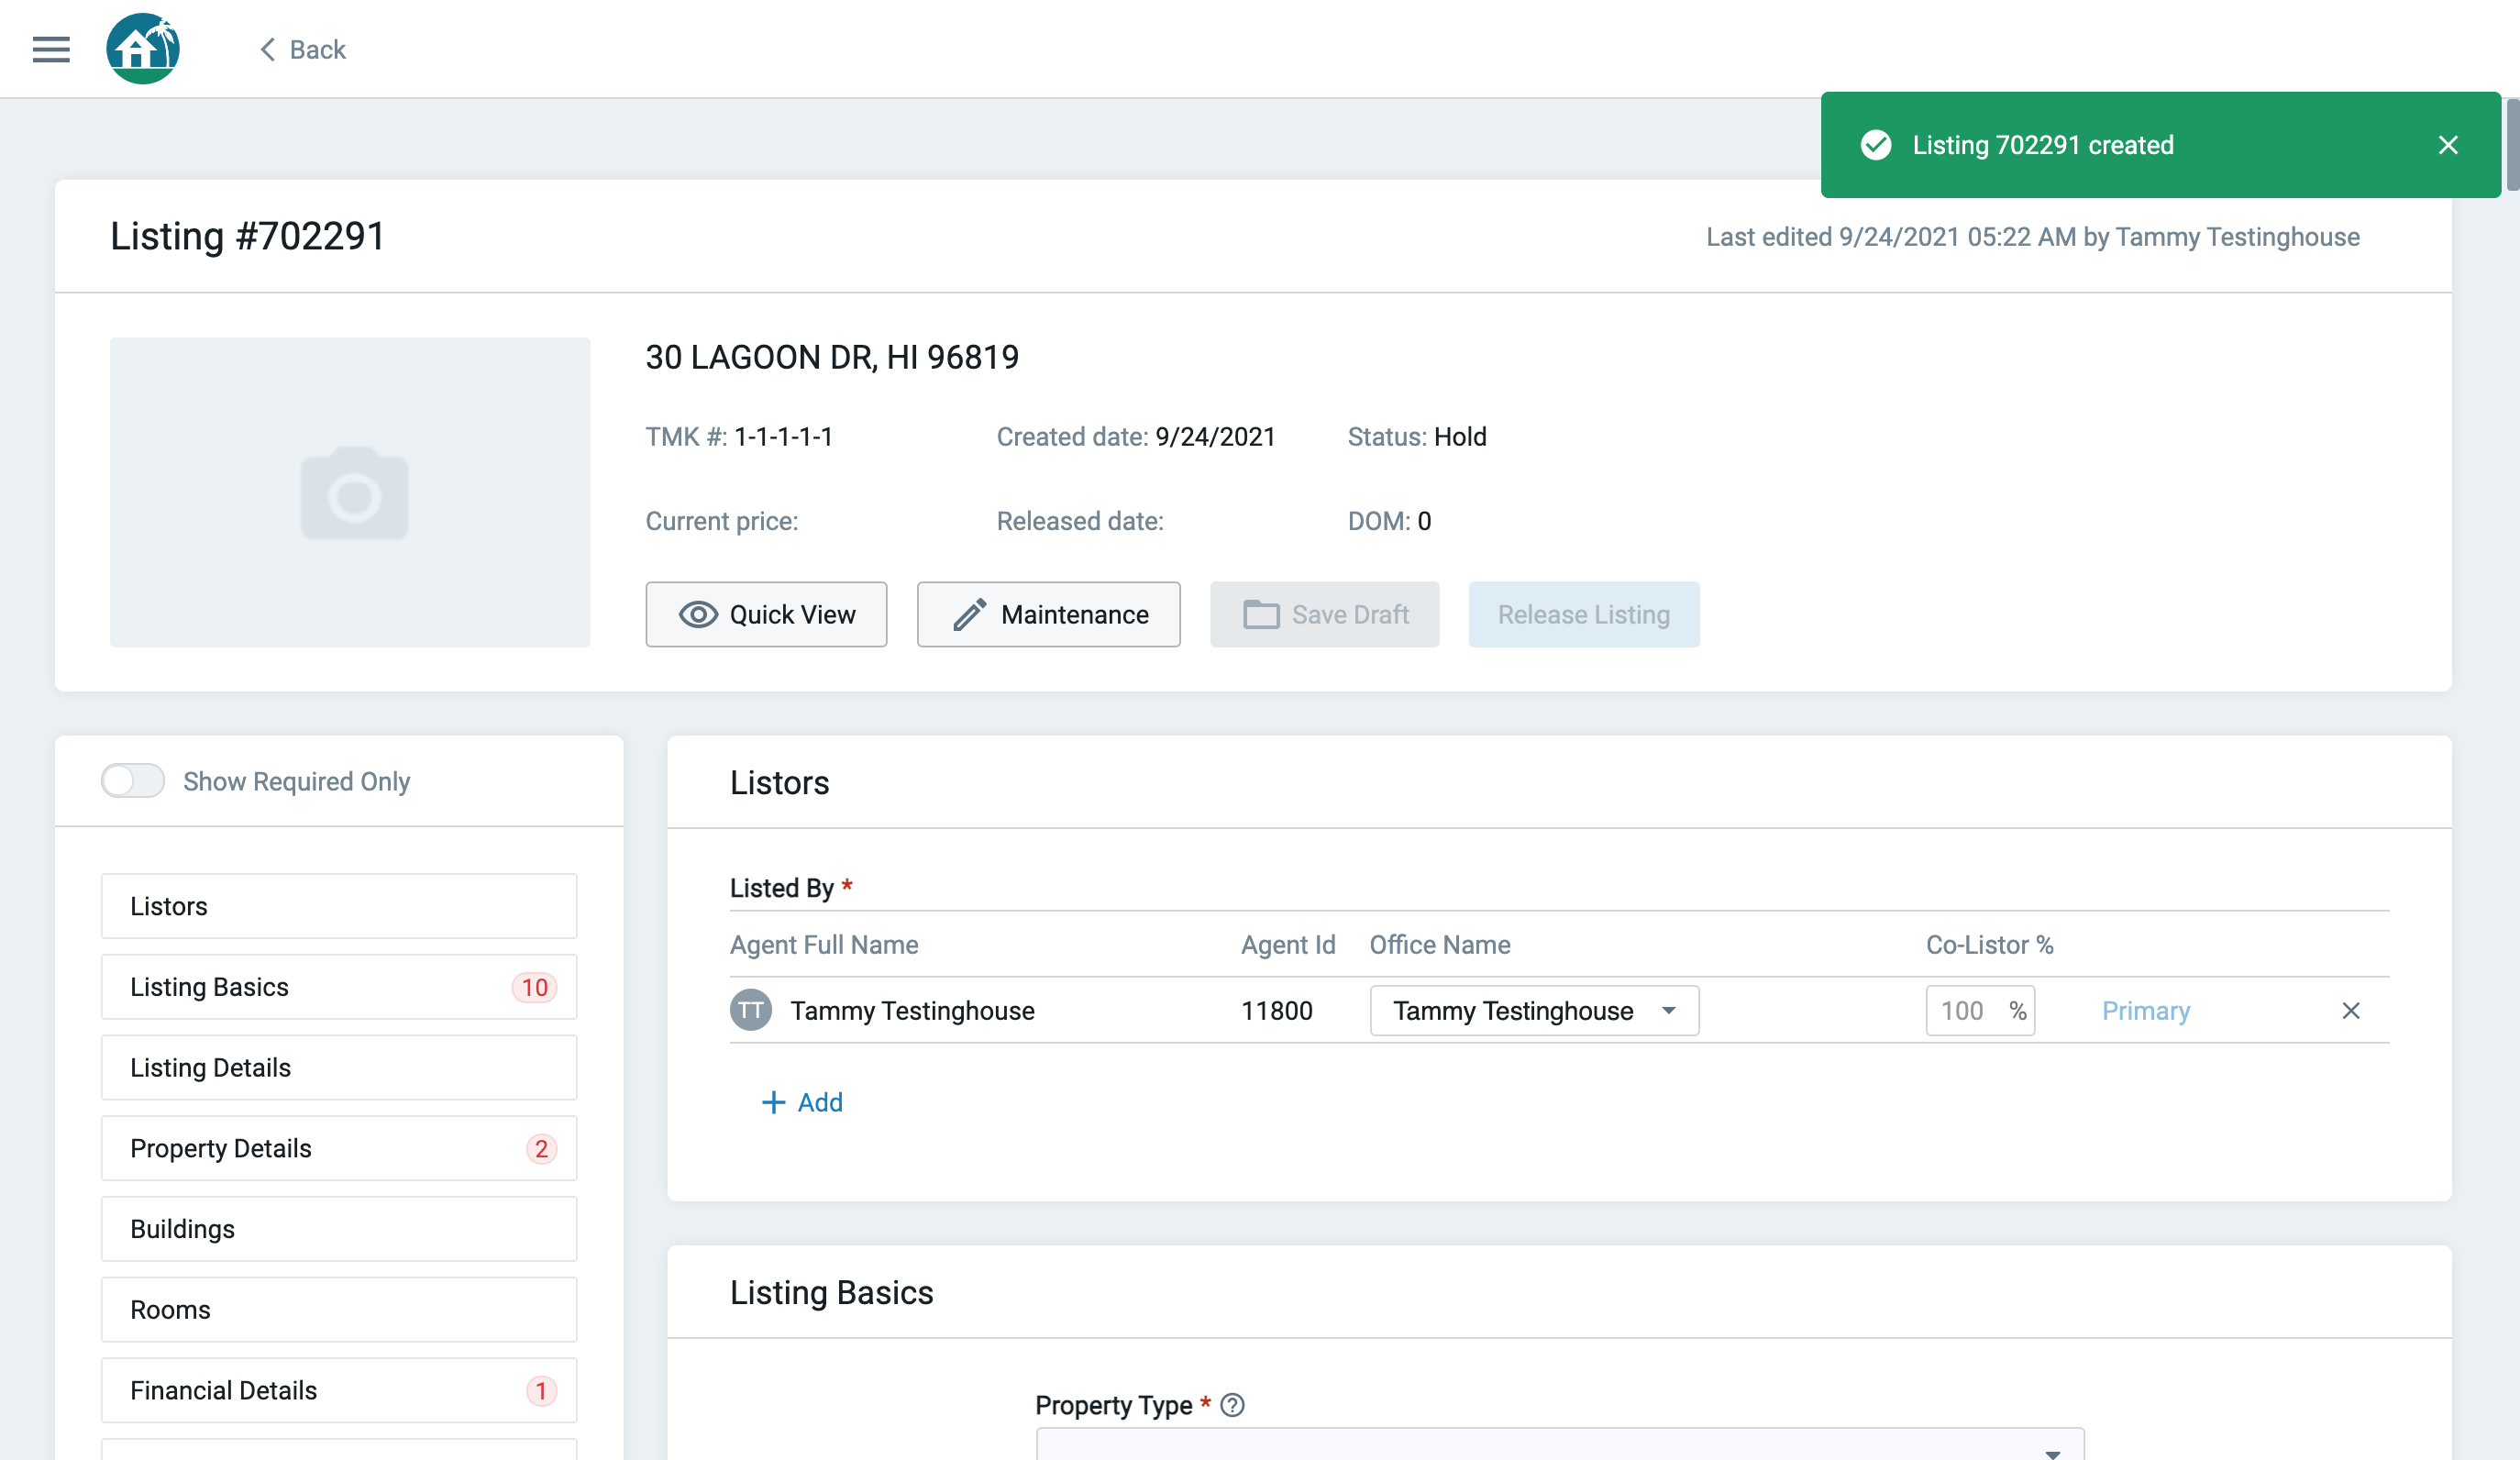 Back
Listing 702291 created
Listing #702291
Last edited 9/24/2021 05:22 AM by Tammy Testinghouse
30 LAGOON DR, HI 96819
TMK #: 1-1-1-1-1
Created date: 9/24/2021
Status: Hold
Current price:
Released date:
DOM: 0
Quick View
Maintenance
Save Draft
Release Listing
Show Required Only
Listors
Listing Basics 10
Listing Details
Property Details 2
Buildings
Rooms
Financial Details 1
Listors
Listed By *
Agent Full Name Agent Id Office Name Co-Listor %
TT Tammy Testinghouse 11800 Tammy Testinghouse 100 % Primary
+ Add
Listing Basics
Property Type * ?